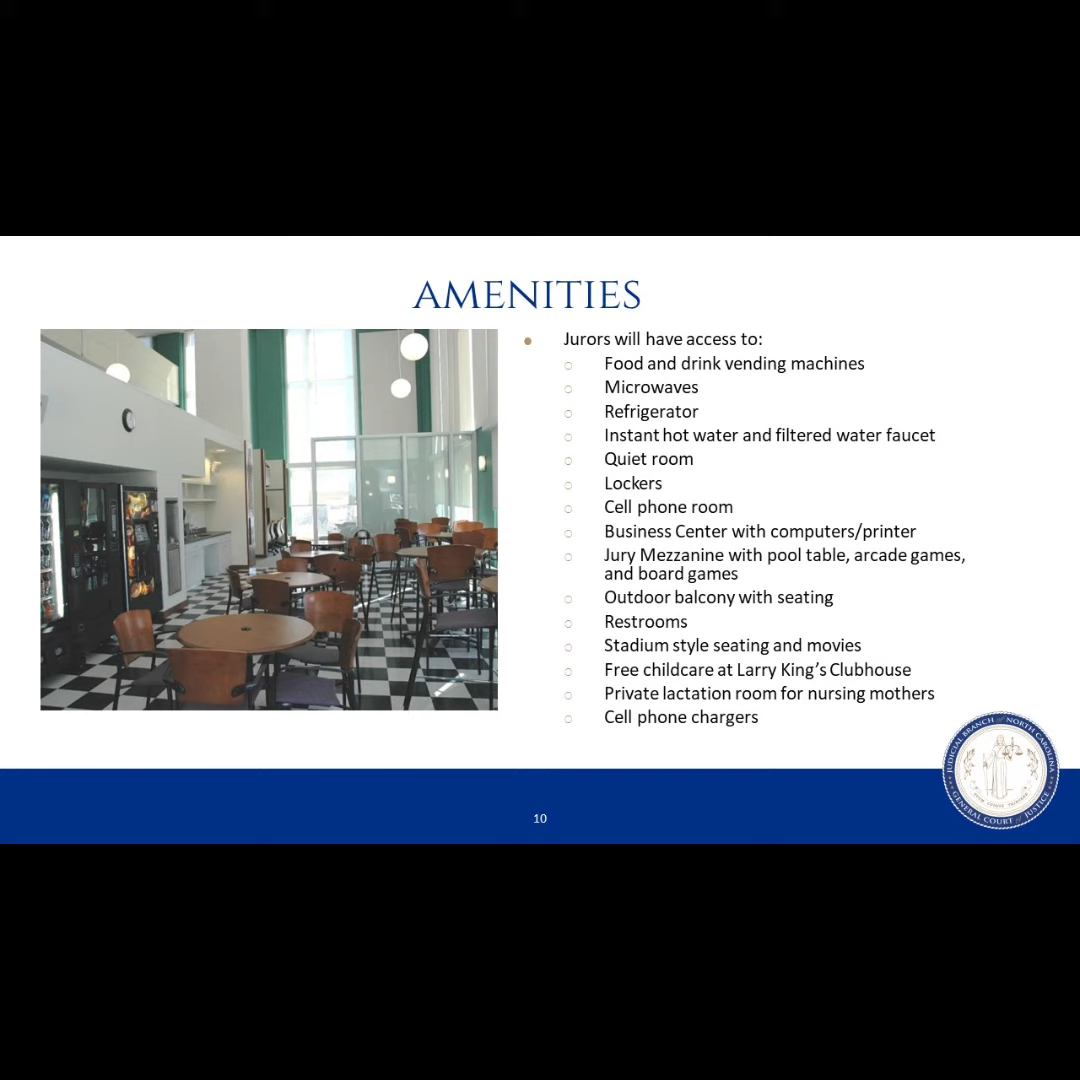 AMENITIES
● Jurors will have access to:
○ Food and drink vending machines
○ Microwaves
○ Refrigerator
○ Instant hot water and filtered water faucet
○ Quiet room
○ Lockers
○ Cell phone room
○ Business Center with computers/printer
○ Jury Mezzanine with pool table, arcade games,
and board games
○ Outdoor balcony with seating
○ Restrooms
○ Stadium style seating and movies
○ Free childcare at Larry King’s Clubhouse
○ Private lactation room for nursing mothers
○ Cell phone chargers
JUDICIAL BRANCH of NORTH CAROLINA
GENERAL COURT of JUSTICE
10